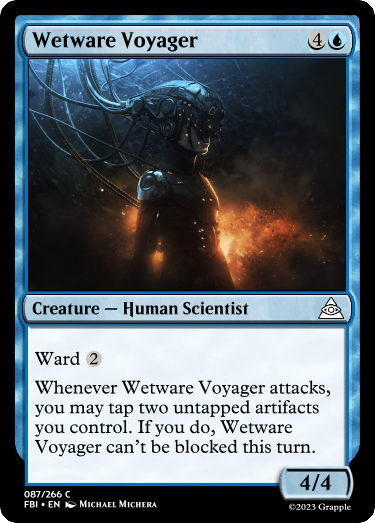 Wetware Voyager 4
Creature — Human Scientist
Ward 2
Whenever Wetware Voyager attacks,
you may tap two untapped artifacts
you control. If you do, Wetware
Voyager can't be blocked this turn.
4/4
087/266 C
FBI • EN Michael Michera
©2023 Grapple